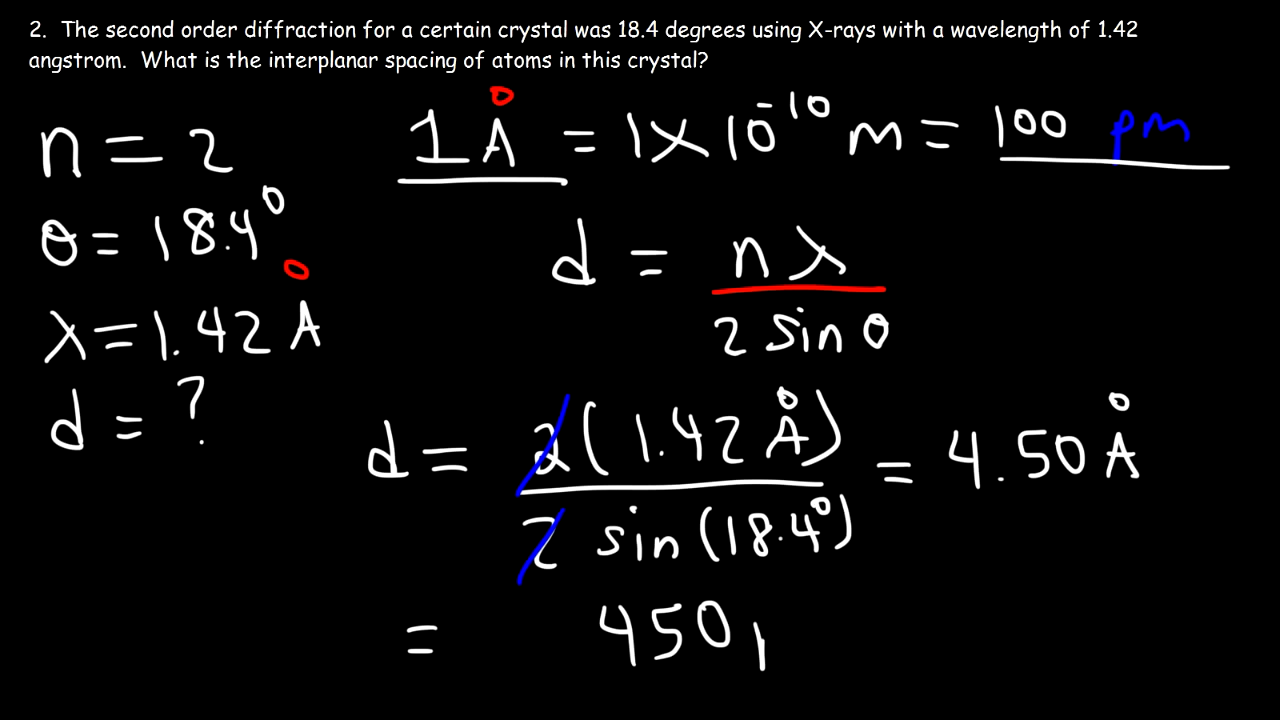 2. The second order diffraction for a certain crystal was 18.4 degrees using X-rays with a wavelength of 1.42
angstrom. What is the interplanar spacing of atoms in this crystal?
n = 2
1 Å = 1 x 10⁻¹⁰ m = 100 pm
θ = 18.4°
d = nλ / 2 sin θ
λ = 1.42 Å
d = ?
d = 2(1.42 Å) / 2 sin(18.4°) = 4.50 Å
= 450